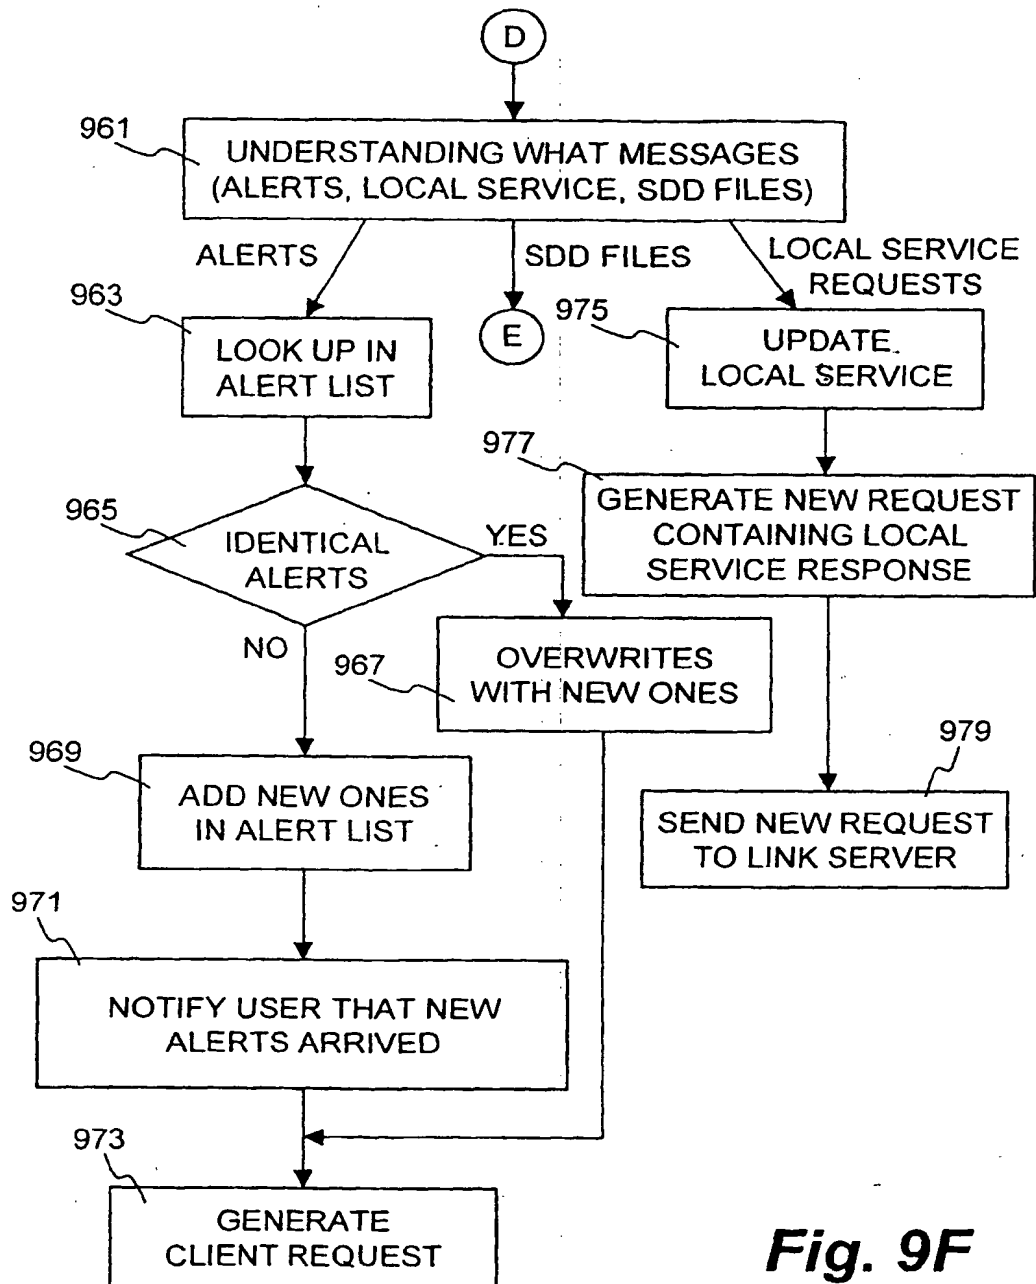 D
961
UNDERSTANDING WHAT MESSAGES
(ALERTS, LOCAL SERVICE, SDD FILES)
ALERTS
SDD FILES
LOCAL SERVICE
REQUESTS
963
LOOK UP IN
ALERT LIST
E
975
UPDATE
LOCAL SERVICE
977
GENERATE NEW REQUEST
CONTAINING LOCAL
SERVICE RESPONSE
965
IDENTICAL
ALERTS
YES
NO
967
OVERWRITES
WITH NEW ONES
969
ADD NEW ONES
IN ALERT LIST
979
SEND NEW REQUEST
TO LINK SERVER
971
NOTIFY USER THAT NEW
ALERTS ARRIVED
973
GENERATE
CLIENT REQUEST
Fig. 9F